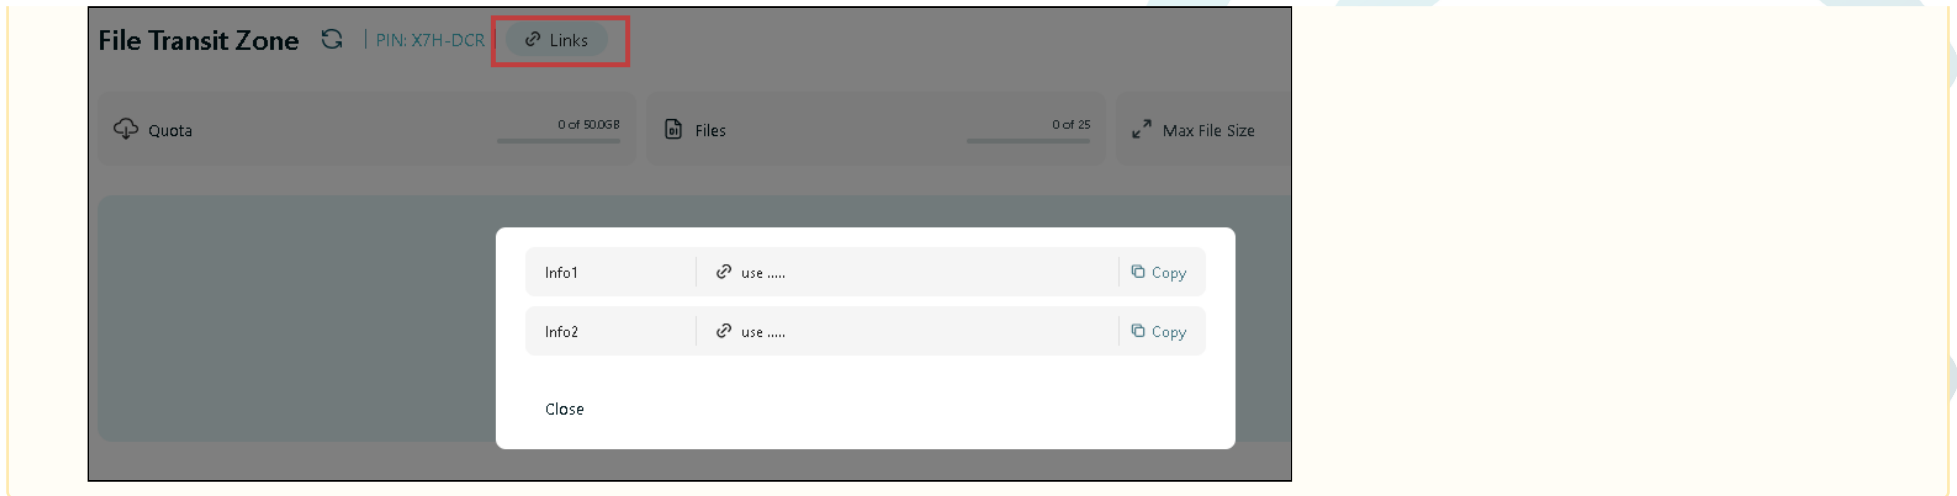 File Transit Zone | PIN: X7H-DCR | Links
Quota 0 of 50.0GB Files 0 of 25 Max File Size
Info1 use ..... Copy
Info2 use ..... Copy
Close